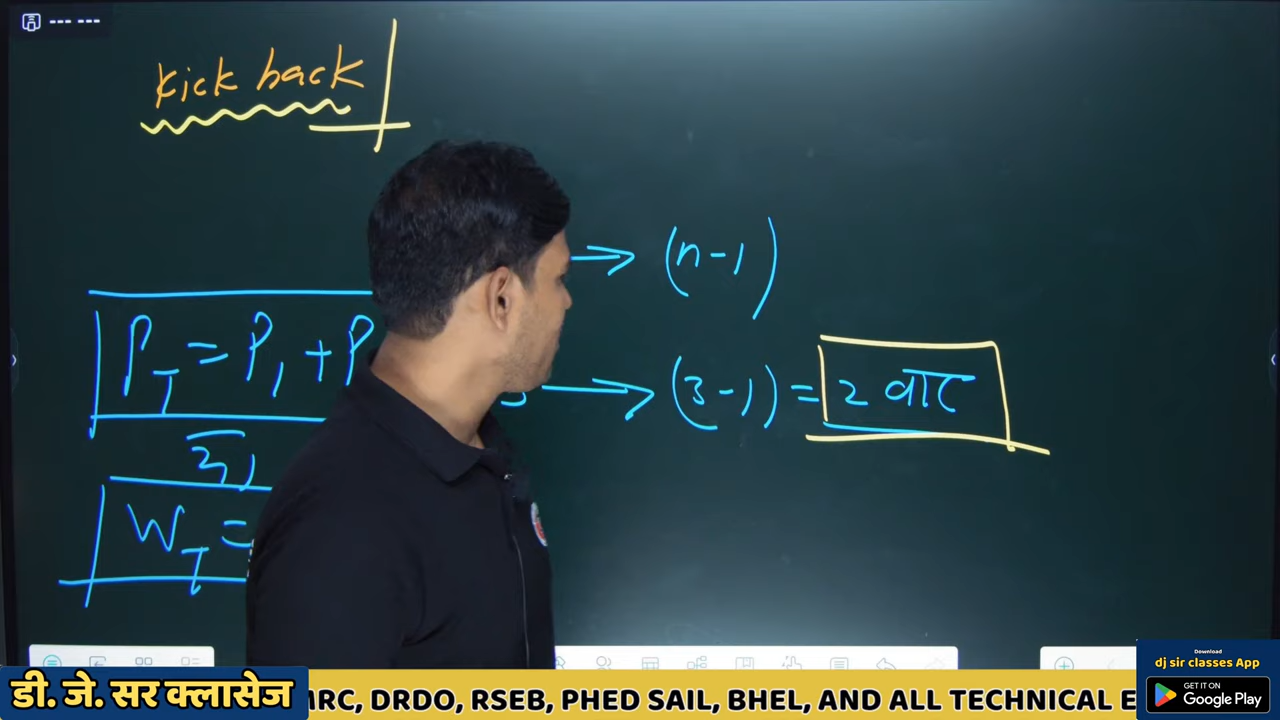 kick back
→ (n-1)
P_T = P_1 + P
3 → (3-1) = 2 वाट
या
W_T =
डी. जे. सर क्लासेज
MRC, DRDO, RSEB, PHED SAIL, BHEL, AND ALL TECHNICAL E
Download
dj sir classes App
GET IT ON
Google Play